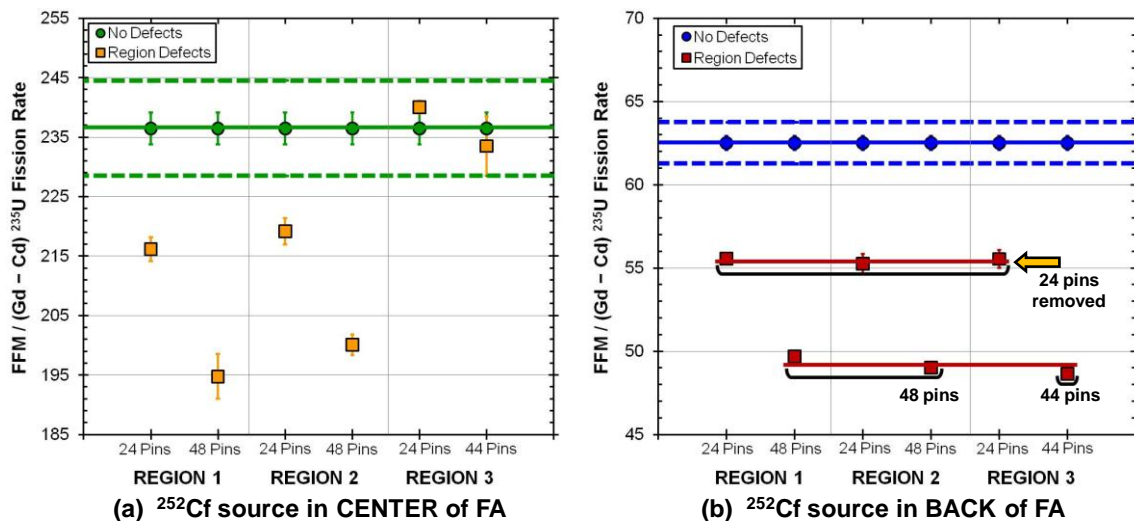 255
245
235
225
215
205
195
185
FFM / (Gd − Cd) ²³⁵U Fission Rate
No Defects
Region Defects
24 Pins 48 Pins 24 Pins 48 Pins 24 Pins 44 Pins
REGION 1 REGION 2 REGION 3
(a) ²⁵²Cf source in CENTER of FA
70
65
60
55
50
45
FFM / (Gd − Cd) ²³⁵U Fission Rate
No Defects
Region Defects
24 pins
removed
48 pins
44 pins
24 Pins 48 Pins 24 Pins 48 Pins 24 Pins 44 Pins
REGION 1 REGION 2 REGION 3
(b) ²⁵²Cf source in BACK of FA